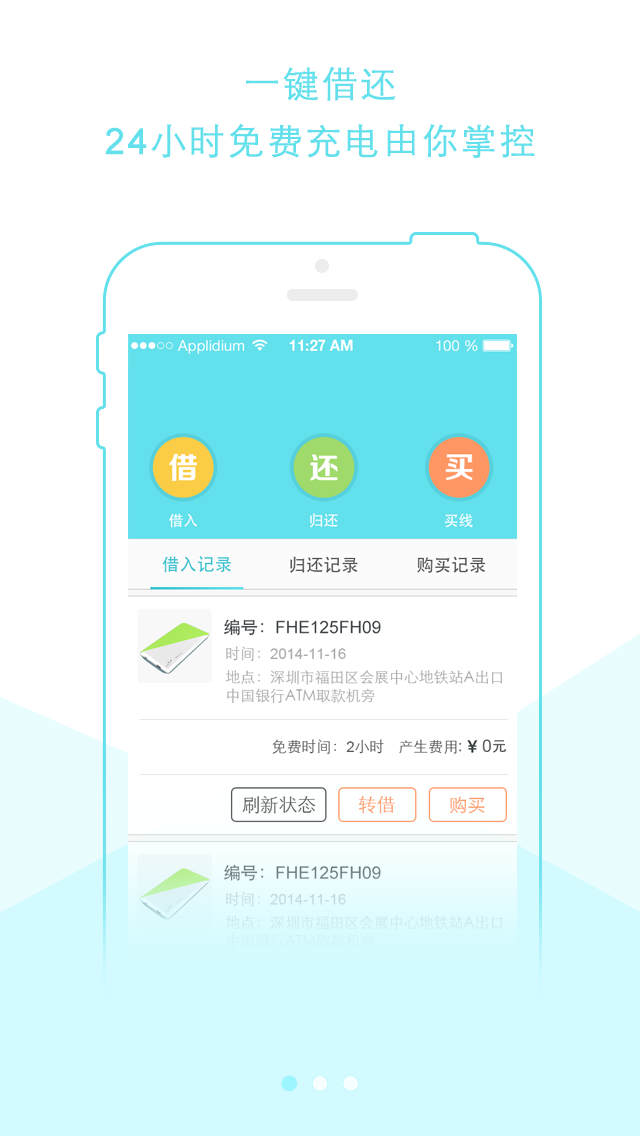 一键借还
24小时免费充电由你掌控
Applidium 11:27 AM 100 %
借 还 买
借入 归还 买线
借入记录 归还记录 购买记录
编号：FHE125FH09
时间：2014-11-16
地点：深圳市福田区会展中心地铁站A出口
中国银行ATM取款机旁
免费时间：2小时 产生费用:￥0元
刷新状态 转借 购买
编号：FHE125FH09
时间：2014-11-16
地点：深圳市福田区会展中心地铁站A出口
中国银行ATM取款机旁